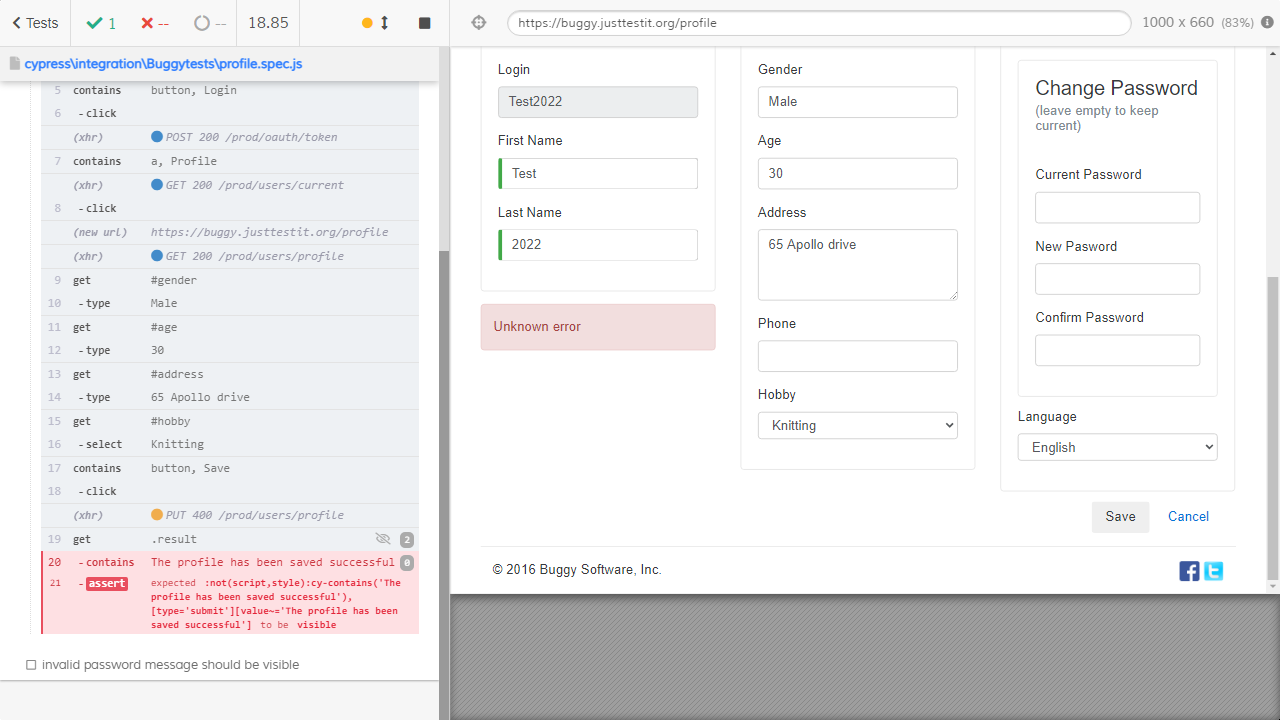 Tests
1
--
--
18.85
https://buggy.justtestit.org/profile
1000 x 660 (83%)
cypress\integration\Buggytests\profile.spec.js
5 contains button, Login
6 - click
(xhr) POST 200 /prod/oauth/token
7 contains a, Profile
(xhr) GET 200 /prod/users/current
8 - click
(new url) https://buggy.justtestit.org/profile
(xhr) GET 200 /prod/users/profile
9 get #gender
10 - type Male
11 get #age
12 - type 30
13 get #address
14 - type 65 Apollo drive
15 get #hobby
16 - select Knitting
17 contains button, Save
18 - click
(xhr) PUT 400 /prod/users/profile
19 get .result 2
20 - contains The profile has been saved successful 0
21 - assert expected :not(script,style):cy-contains('The
profile has been saved successful'),
[type='submit'][value~='The profile has been
saved successful'] to be visible
invalid password message should be visible
Login
Test2022
First Name
Test
Last Name
2022
Unknown error
Gender
Male
Age
30
Address
65 Apollo drive
Phone
Hobby
Knitting
Change Password
(leave empty to keep
current)
Current Password
New Pasword
Confirm Password
Language
English
Save Cancel
© 2016 Buggy Software, Inc.